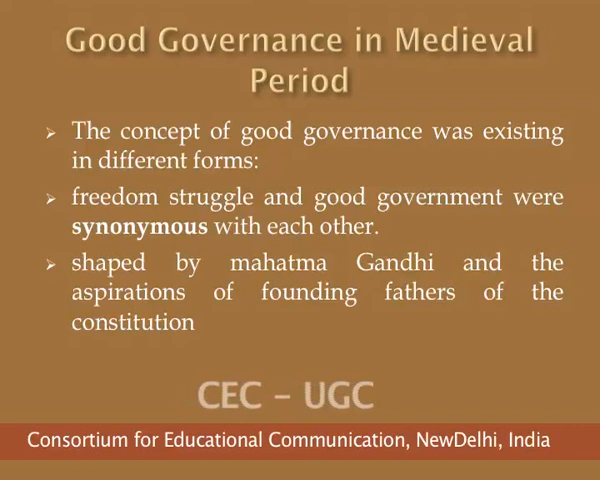 Good Governance in Medieval
Period
➢ The concept of good governance was existing
in different forms:
➢ freedom struggle and good government were
synonymous with each other.
➢ shaped by mahatma Gandhi and the
aspirations of founding fathers of the
constitution
CEC – UGC
Consortium for Educational Communication, NewDelhi, India